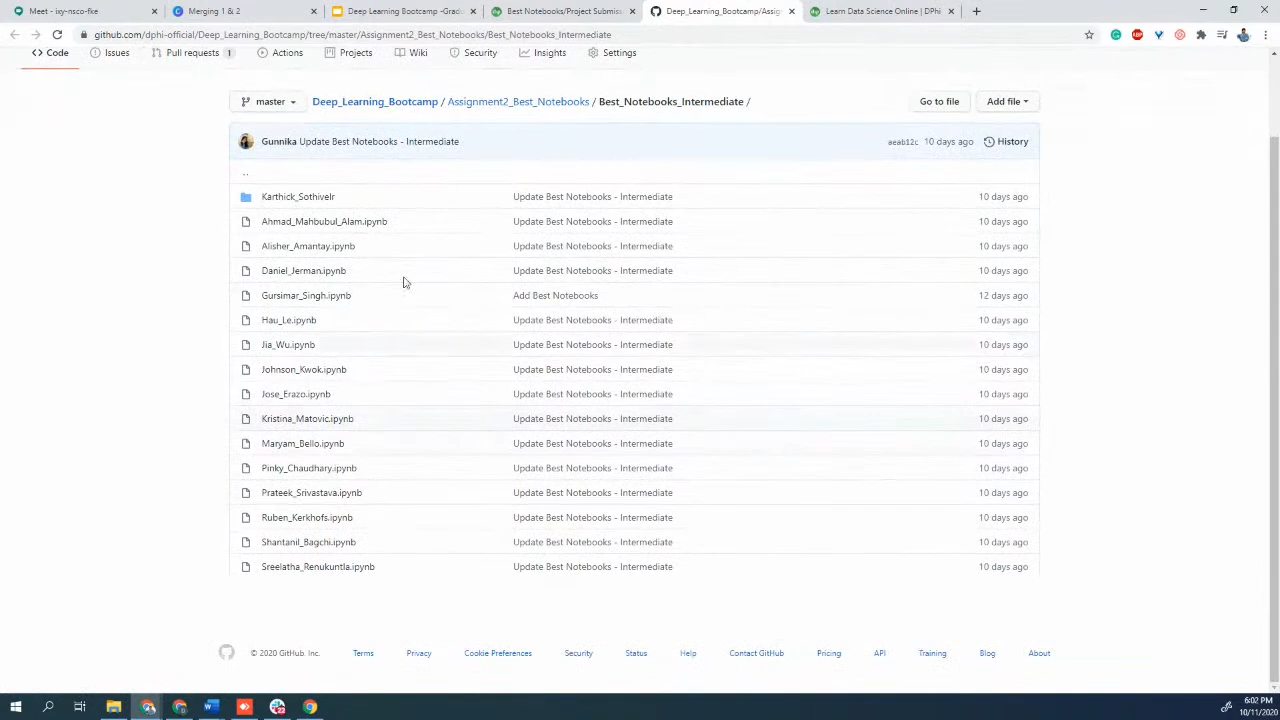 Meet - ixy-nsco-fke
Merging 1 & 2
Deep Learning Bootcamp -Gradu
Best Notebooks/Project Submiss
Deep_Learning_Bootcamp/Assign
Learn Data Science Online | DPhi
github.com/dphi-official/Deep_Learning_Bootcamp/tree/master/Assignment2_Best_Notebooks/Best_Notebooks_Intermediate
Code Issues Pull requests 1 Actions Projects Wiki Security Insights Settings
master Deep_Learning_Bootcamp / Assignment2_Best_Notebooks / Best_Notebooks_Intermediate / Go to file Add file
Gunnika Update Best Notebooks - Intermediate aeab12c 10 days ago History
..
Karthick_Sothivelr Update Best Notebooks - Intermediate 10 days ago
Ahmad_Mahbubul_Alam.ipynb Update Best Notebooks - Intermediate 10 days ago
Alisher_Amantay.ipynb Update Best Notebooks - Intermediate 10 days ago
Daniel_Jerman.ipynb Update Best Notebooks - Intermediate 10 days ago
Gursimar_Singh.ipynb Add Best Notebooks 12 days ago
Hau_Le.ipynb Update Best Notebooks - Intermediate 10 days ago
Jia_Wu.ipynb Update Best Notebooks - Intermediate 10 days ago
Johnson_Kwok.ipynb Update Best Notebooks - Intermediate 10 days ago
Jose_Erazo.ipynb Update Best Notebooks - Intermediate 10 days ago
Kristina_Matovic.ipynb Update Best Notebooks - Intermediate 10 days ago
Maryam_Bello.ipynb Update Best Notebooks - Intermediate 10 days ago
Pinky_Chaudhary.ipynb Update Best Notebooks - Intermediate 10 days ago
Prateek_Srivastava.ipynb Update Best Notebooks - Intermediate 10 days ago
Ruben_Kerkhofs.ipynb Update Best Notebooks - Intermediate 10 days ago
Shantanil_Bagchi.ipynb Update Best Notebooks - Intermediate 10 days ago
Sreelatha_Renukuntla.ipynb Update Best Notebooks - Intermediate 10 days ago
© 2020 GitHub, Inc. Terms Privacy Cookie Preferences Security Status Help Contact GitHub Pricing API Training Blog About
6:02 PM
10/11/2020